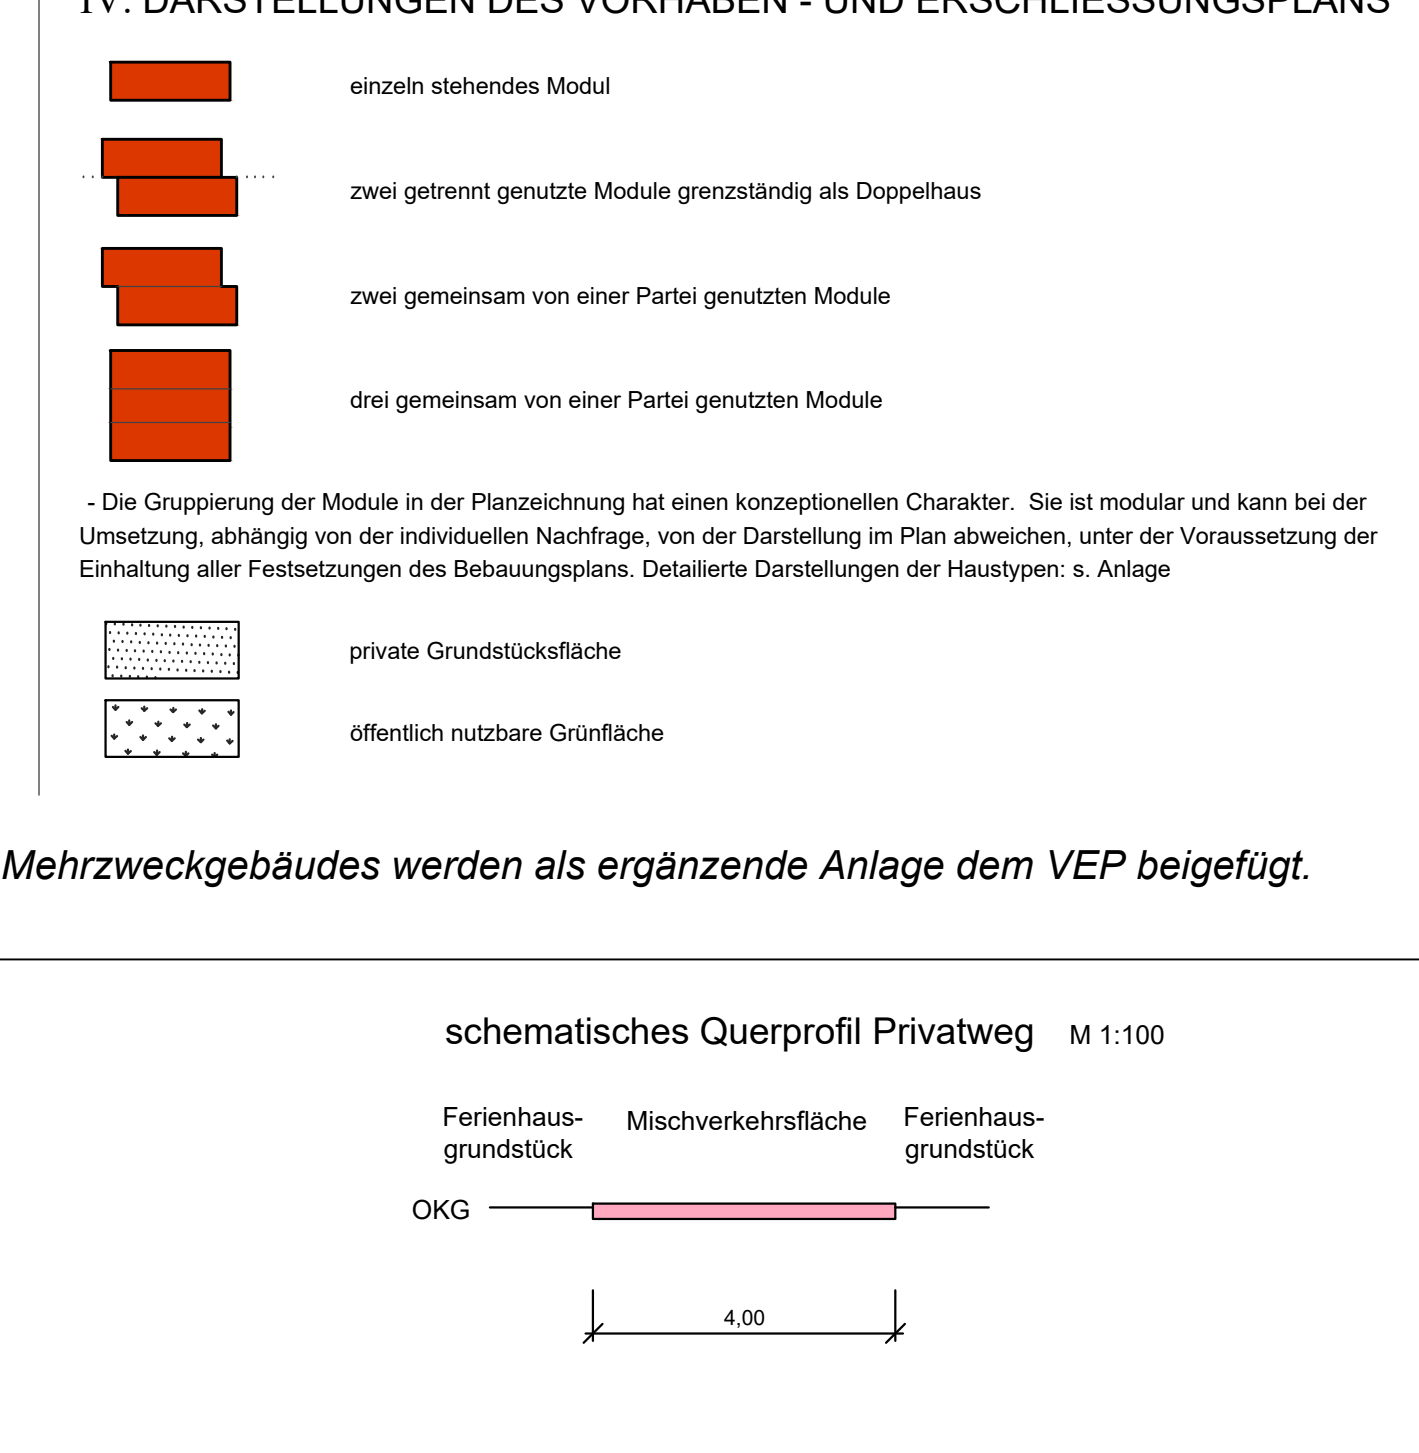 IV. DARSTELLUNGEN DES VORHABEN - UND ERSCHLIESSUNGSPLANS
einzeln stehendes Modul
zwei getrennt genutzte Module grenzständig als Doppelhaus
zwei gemeinsam von einer Partei genutzten Module
drei gemeinsam von einer Partei genutzten Module
- Die Gruppierung der Module in der Planzeichnung hat einen konzeptionellen Charakter. Sie ist modular und kann bei der
Umsetzung, abhängig von der individuellen Nachfrage, von der Darstellung im Plan abweichen, unter der Voraussetzung der
Einhaltung aller Festsetzungen des Bebauungsplans. Detailierte Darstellungen der Haustypen: s. Anlage
private Grundstücksfläche
öffentlich nutzbare Grünfläche
Mehrzweckgebäudes werden als ergänzende Anlage dem VEP beigefügt.
schematisches Querprofil Privatweg M 1:100
Ferienhaus-
grundstück
Mischverkehrsfläche
Ferienhaus-
grundstück
OKG
4,00